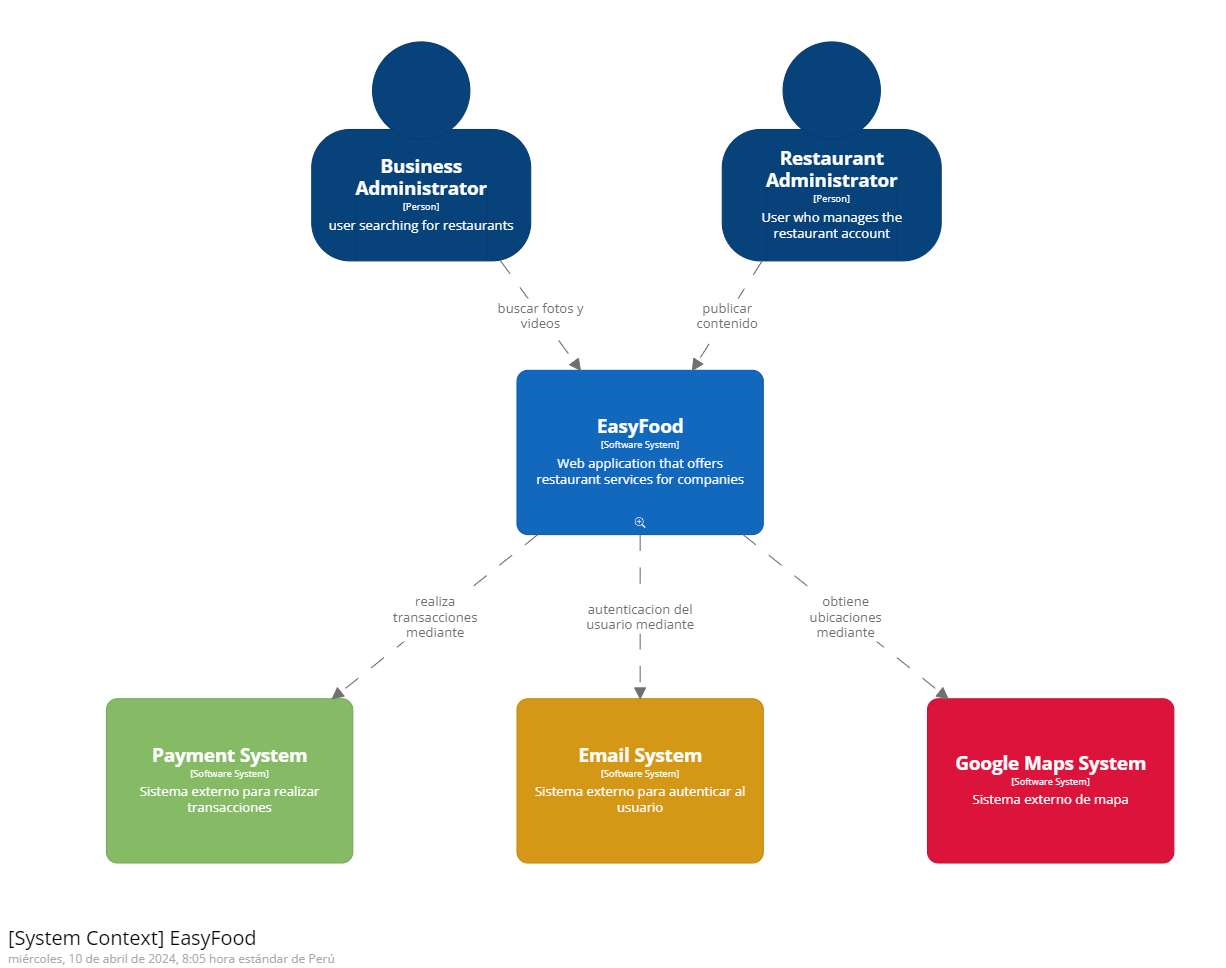 Business
Administrator
[Person]
user searching for restaurants
Restaurant
Administrator
[Person]
User who manages the
restaurant account
buscar fotos y
videos
publicar
contenido
EasyFood
[Software System]
Web application that offers
restaurant services for companies
realiza
transacciones
mediante
autenticacion del
usuario mediante
obtiene
ubicaciones
mediante
Payment System
[Software System]
Sistema externo para realizar
transacciones
Email System
[Software System]
Sistema externo para autenticar al
usuario
Google Maps System
[Software System]
Sistema externo de mapa
[System Context] EasyFood
miércoles, 10 de abril de 2024, 8:05 hora estándar de Perú